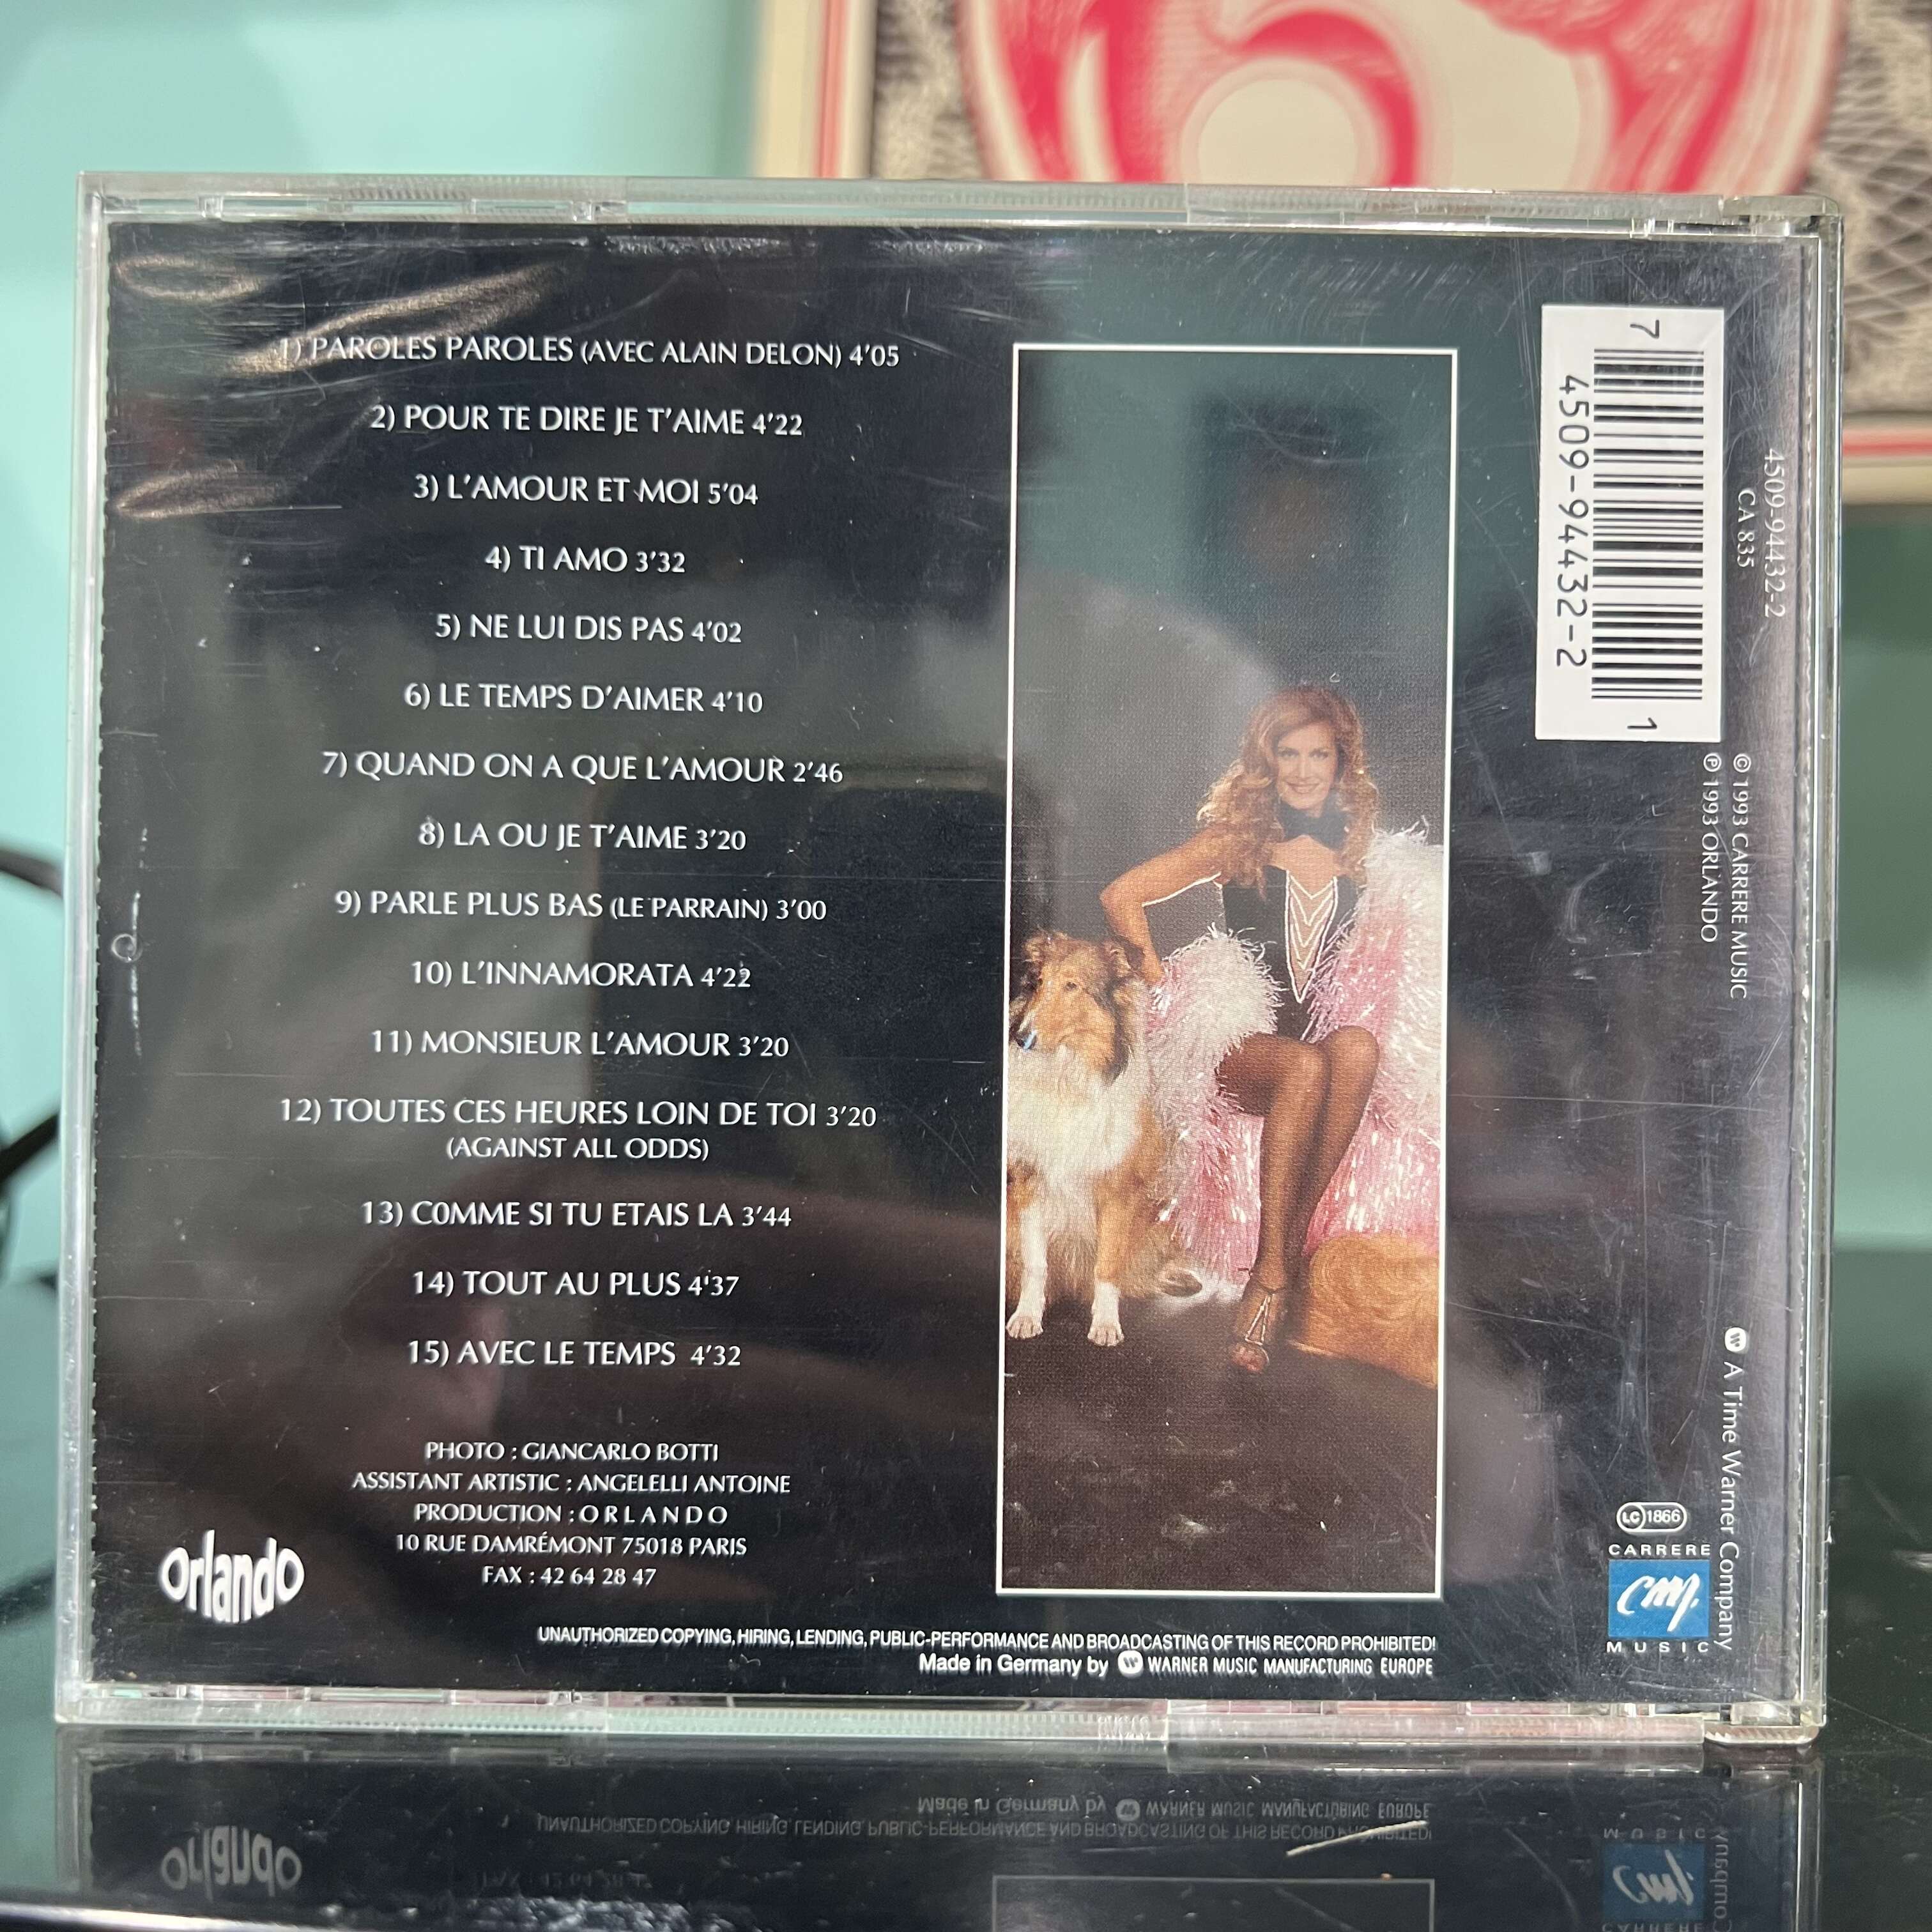 1) PAROLES PAROLES (AVEC ALAIN DELON) 4'05
2) POUR TE DIRE JE T'AIME 4'22
3) L'AMOUR ET MOI 5'04
4) TI AMO 3'32
5) NE LUI DIS PAS 4'02
6) LE TEMPS D'AIMER 4'10
7) QUAND ON A QUE L'AMOUR 2'46
8) LA OU JE T'AIME 3'20
9) PARLE PLUS BAS (LE PARRAIN) 3'00
10) L'INNAMORATA 4'22
11) MONSIEUR L'AMOUR 3'20
12) TOUTES CES HEURES LOIN DE TOI 3'20
(AGAINST ALL ODDS)
13) C0MME SI TU ETAIS LA 3'44
14) TOUT AU PLUS 4'37
15) AVEC LE TEMPS 4'32
PHOTO : GIANCARLO BOTTI
ASSISTANT ARTISTIC : ANGELELLI ANTOINE
PRODUCTION : O R L A N D O
10 RUE DAMRÉMONT 75018 PARIS
FAX : 42 64 28 47
orlando
UNAUTHORIZED COPYING, HIRING, LENDING, PUBLIC-PERFORMANCE AND BROADCASTING OF THIS RECORD PROHIBITED!
Made in Germany by WARNER MUSIC MANUFACTURING EUROPE
7 4509-94432-2 1
4509-94432-2
CA 835
© 1993 CARRERE MUSIC
℗ 1993 ORLANDO
A Time Warner Company
LC 1866
CARRERE
cm
MUSIC